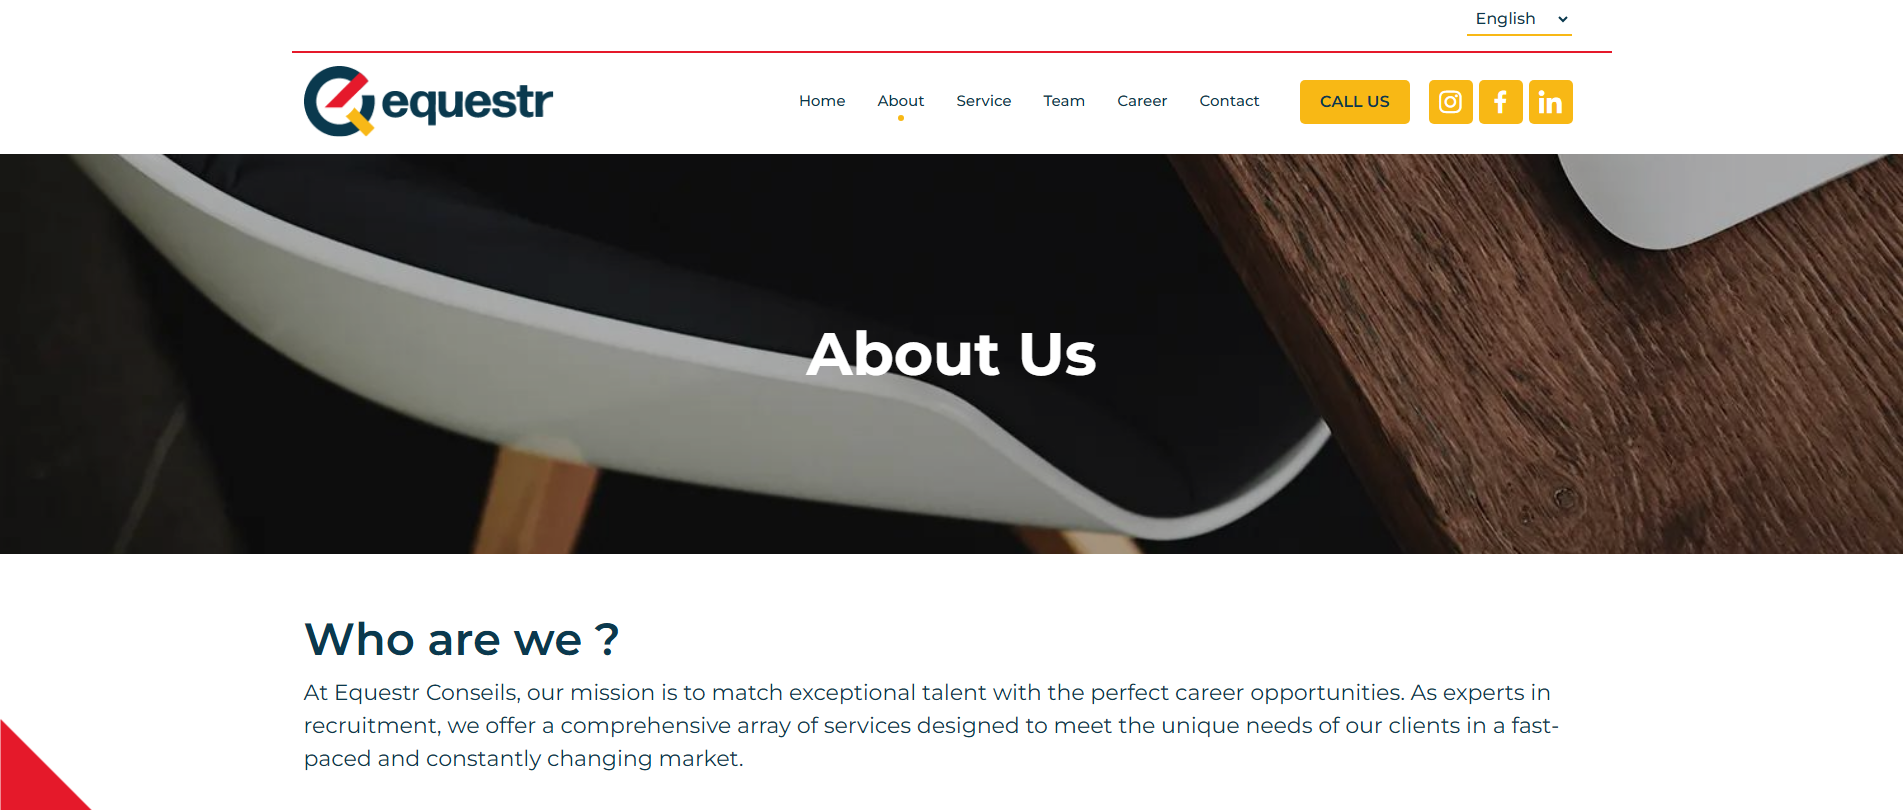 English
equestr
Home About Service Team Career Contact CALL US
About Us
Who are we ?
At Equestr Conseils, our mission is to match exceptional talent with the perfect career opportunities. As experts in
recruitment, we offer a comprehensive array of services designed to meet the unique needs of our clients in a fast-
paced and constantly changing market.